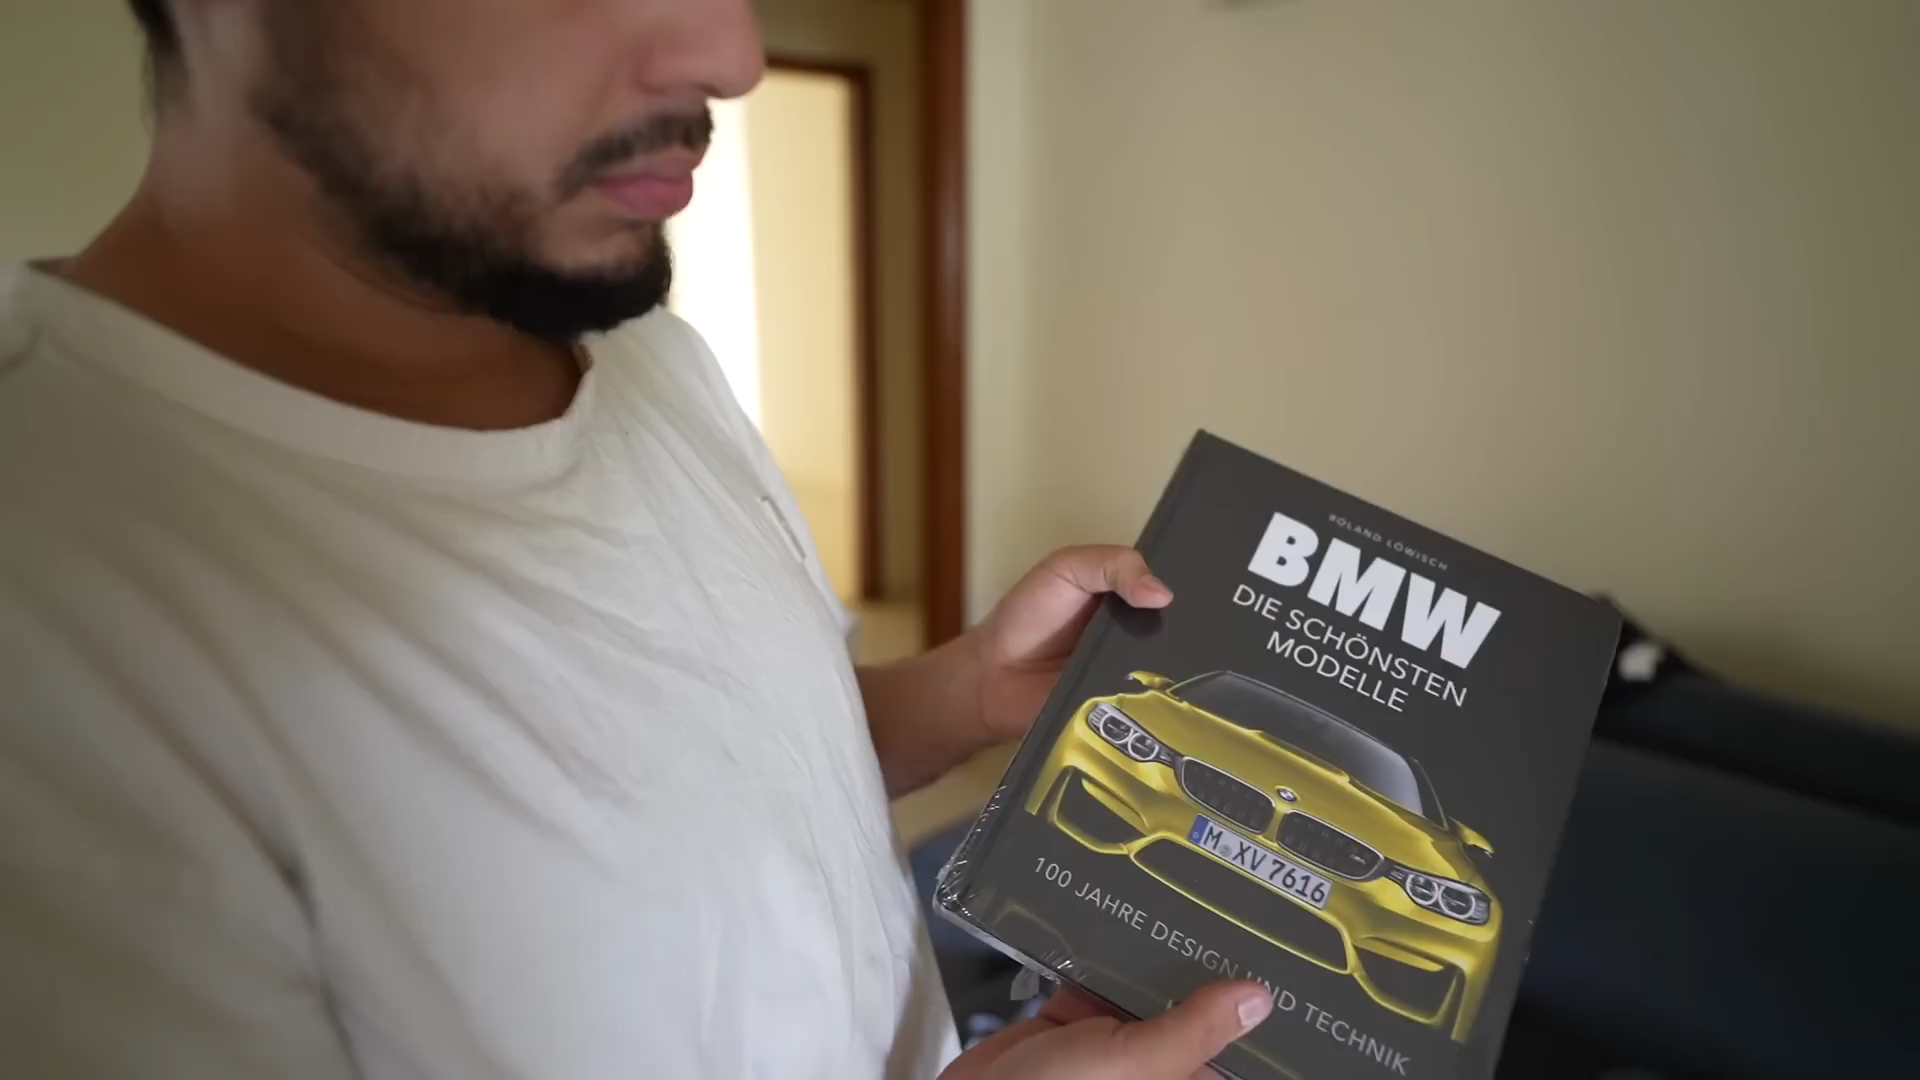 ROLAND LÖWISCH
BMW
DIE SCHÖNSTEN
MODELLE
M XV 7616
100 JAHRE DESIGN UND TECHNIK